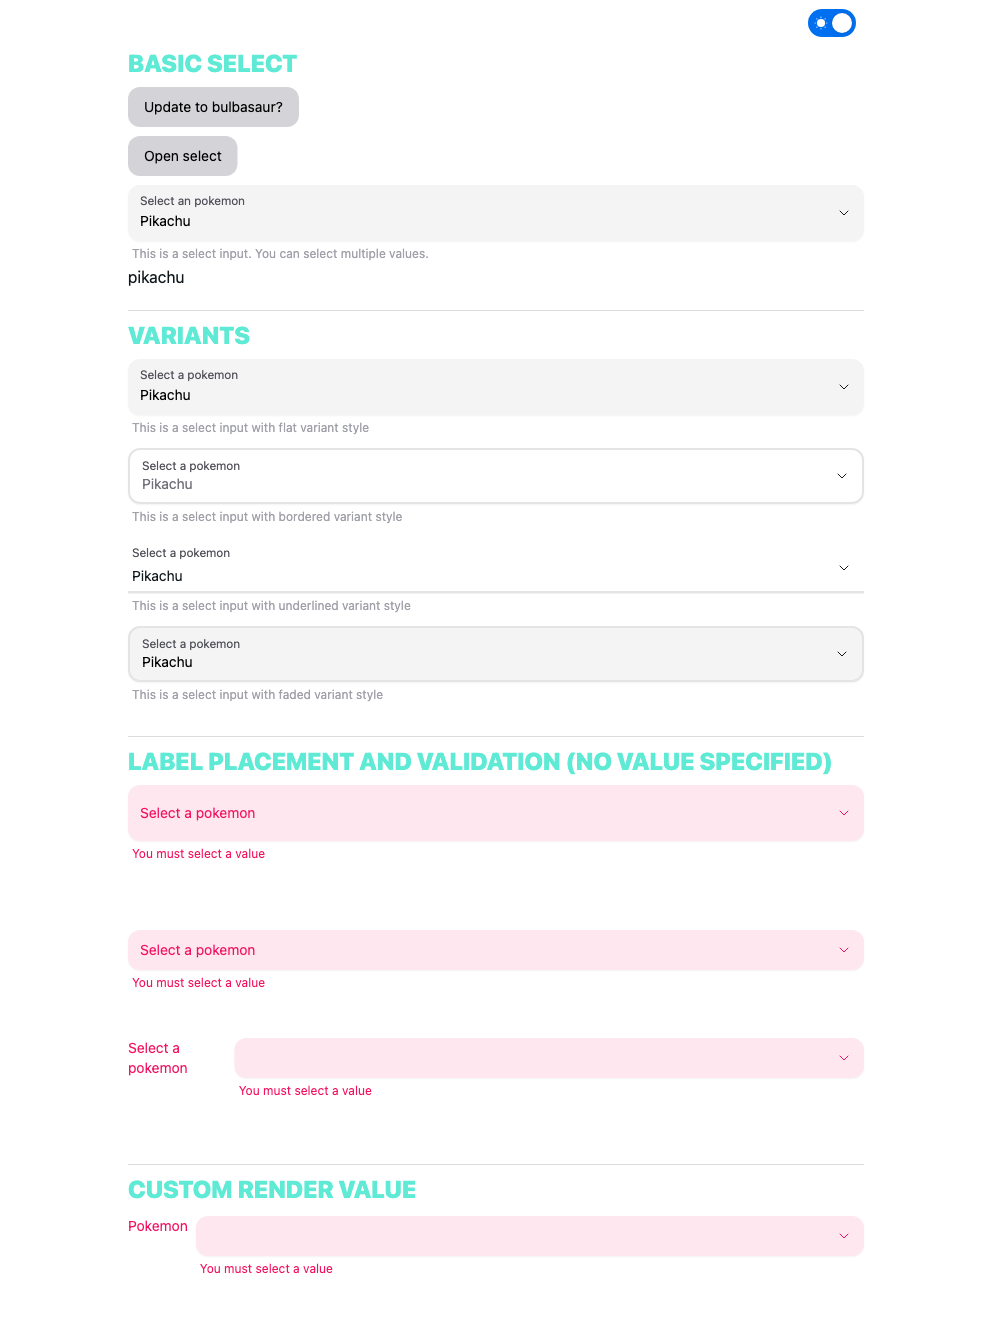 BASIC SELECT
Update to bulbasaur?
Open select
Select an pokemon
Pikachu
This is a select input. You can select multiple values.
pikachu
VARIANTS
Select a pokemon
Pikachu
This is a select input with flat variant style
Select a pokemon
Pikachu
This is a select input with bordered variant style
Select a pokemon
Pikachu
This is a select input with underlined variant style
Select a pokemon
Pikachu
This is a select input with faded variant style
LABEL PLACEMENT AND VALIDATION (NO VALUE SPECIFIED)
Select a pokemon
You must select a value
Select a pokemon
You must select a value
Select a
pokemon
You must select a value
CUSTOM RENDER VALUE
Pokemon
You must select a value